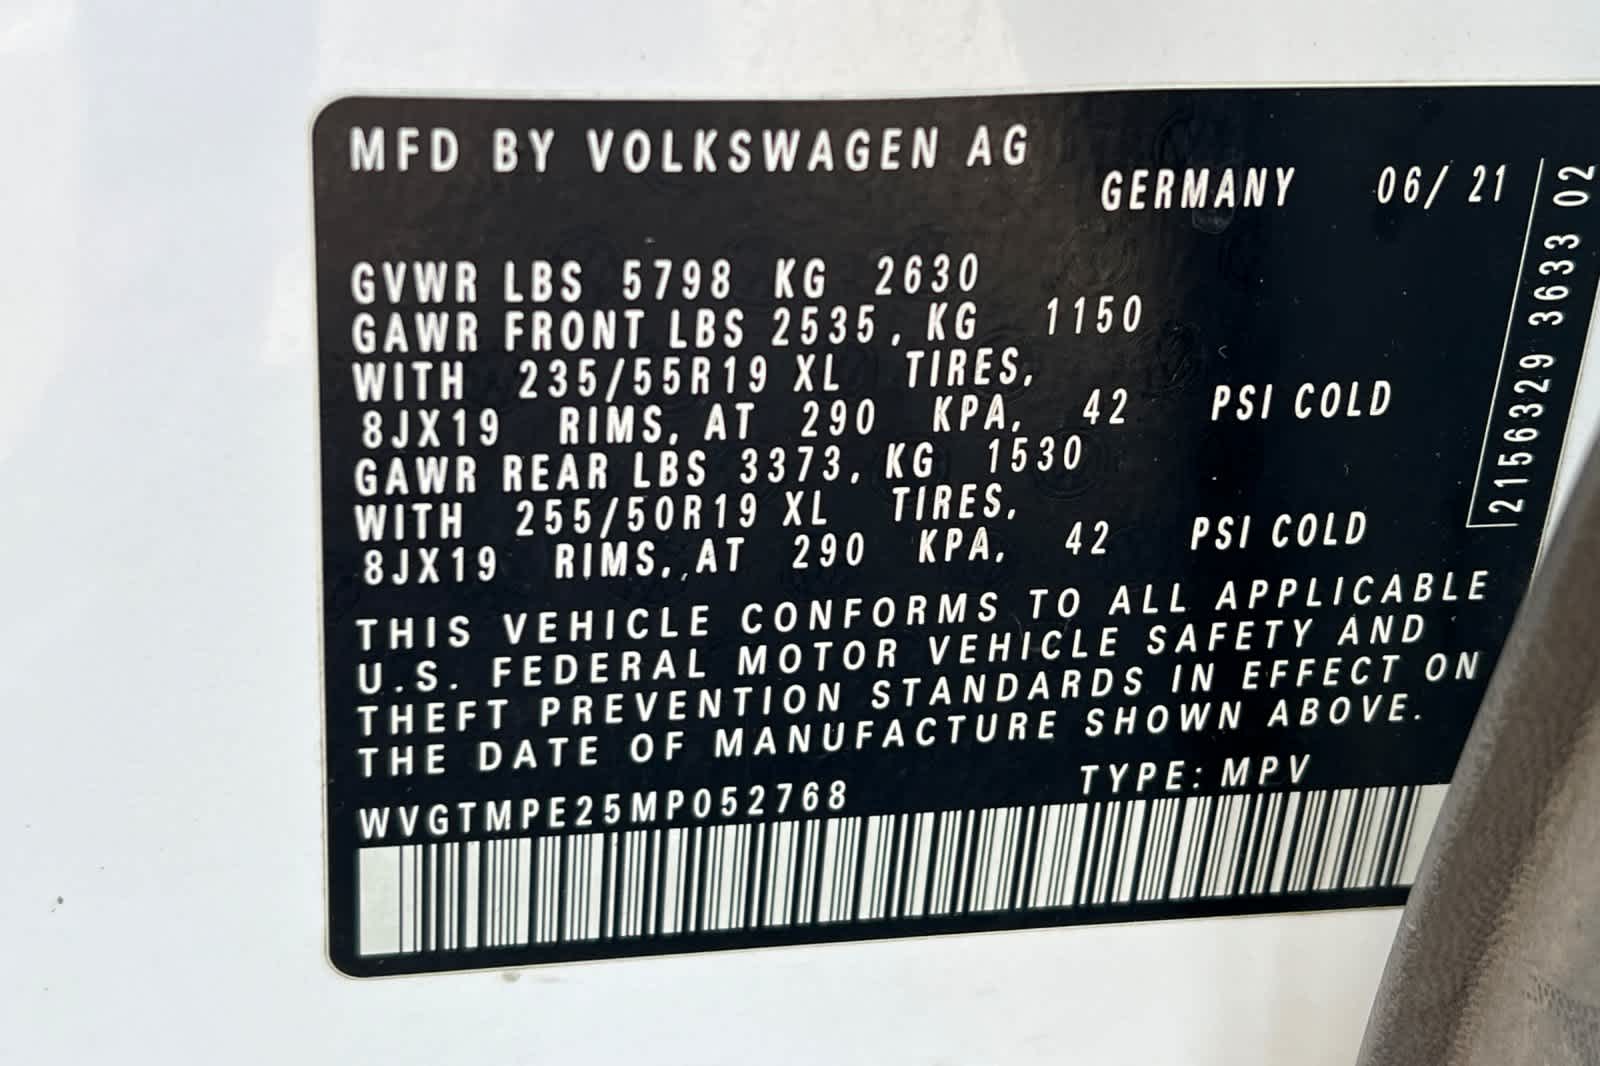 MFD BY VOLKSWAGEN AG
GERMANY 06/ 21
GVWR LBS 5798 KG 2630
GAWR FRONT LBS 2535, KG 1150
WITH 235/55R19 XL TIRES,
8JX19 RIMS, AT 290 KPA, 42 PSI COLD
GAWR REAR LBS 3373, KG 1530
WITH 255/50R19 XL TIRES,
8JX19 RIMS, AT 290 KPA, 42 PSI COLD
THIS VEHICLE CONFORMS TO ALL APPLICABLE
U.S. FEDERAL MOTOR VEHICLE SAFETY AND
THEFT PREVENTION STANDARDS IN EFFECT ON
THE DATE OF MANUFACTURE SHOWN ABOVE.
WVGTMPE25MP052768 TYPE: MPV
2156329 3633 02